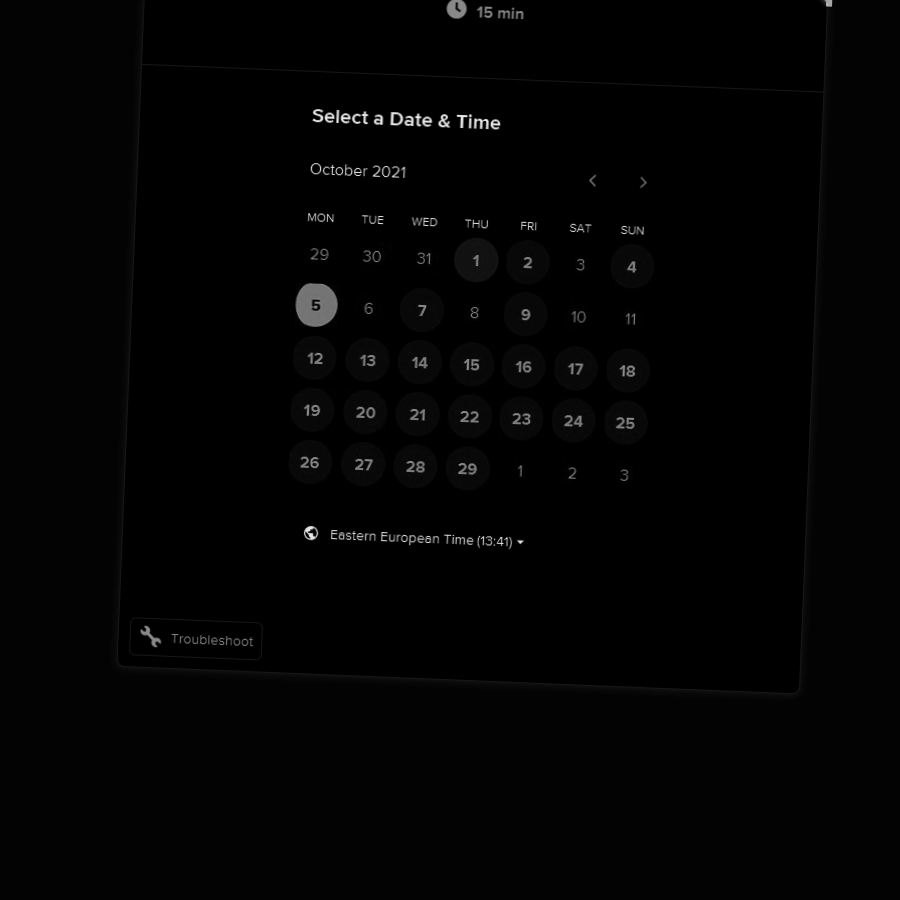 15 min
Select a Date & Time
October 2021
MON TUE WED THU FRI SAT SUN
29 30 31 1 2 3 4
5 6 7 8 9 10 11
12 13 14 15 16 17 18
19 20 21 22 23 24 25
26 27 28 29 1 2 3
Eastern European Time (13:41)
Troubleshoot